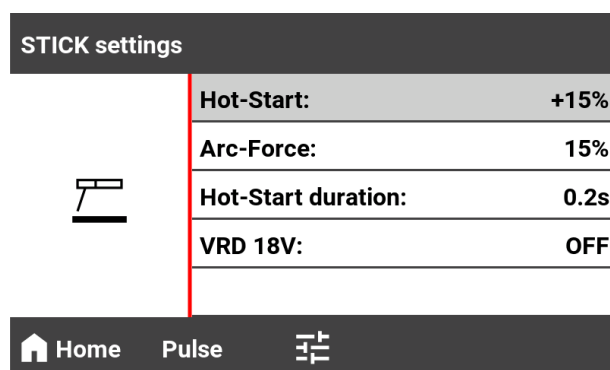 STICK settings
Hot-Start: +15%
Arc-Force: 15%
Hot-Start duration: 0.2s
VRD 18V: OFF
Home Pulse